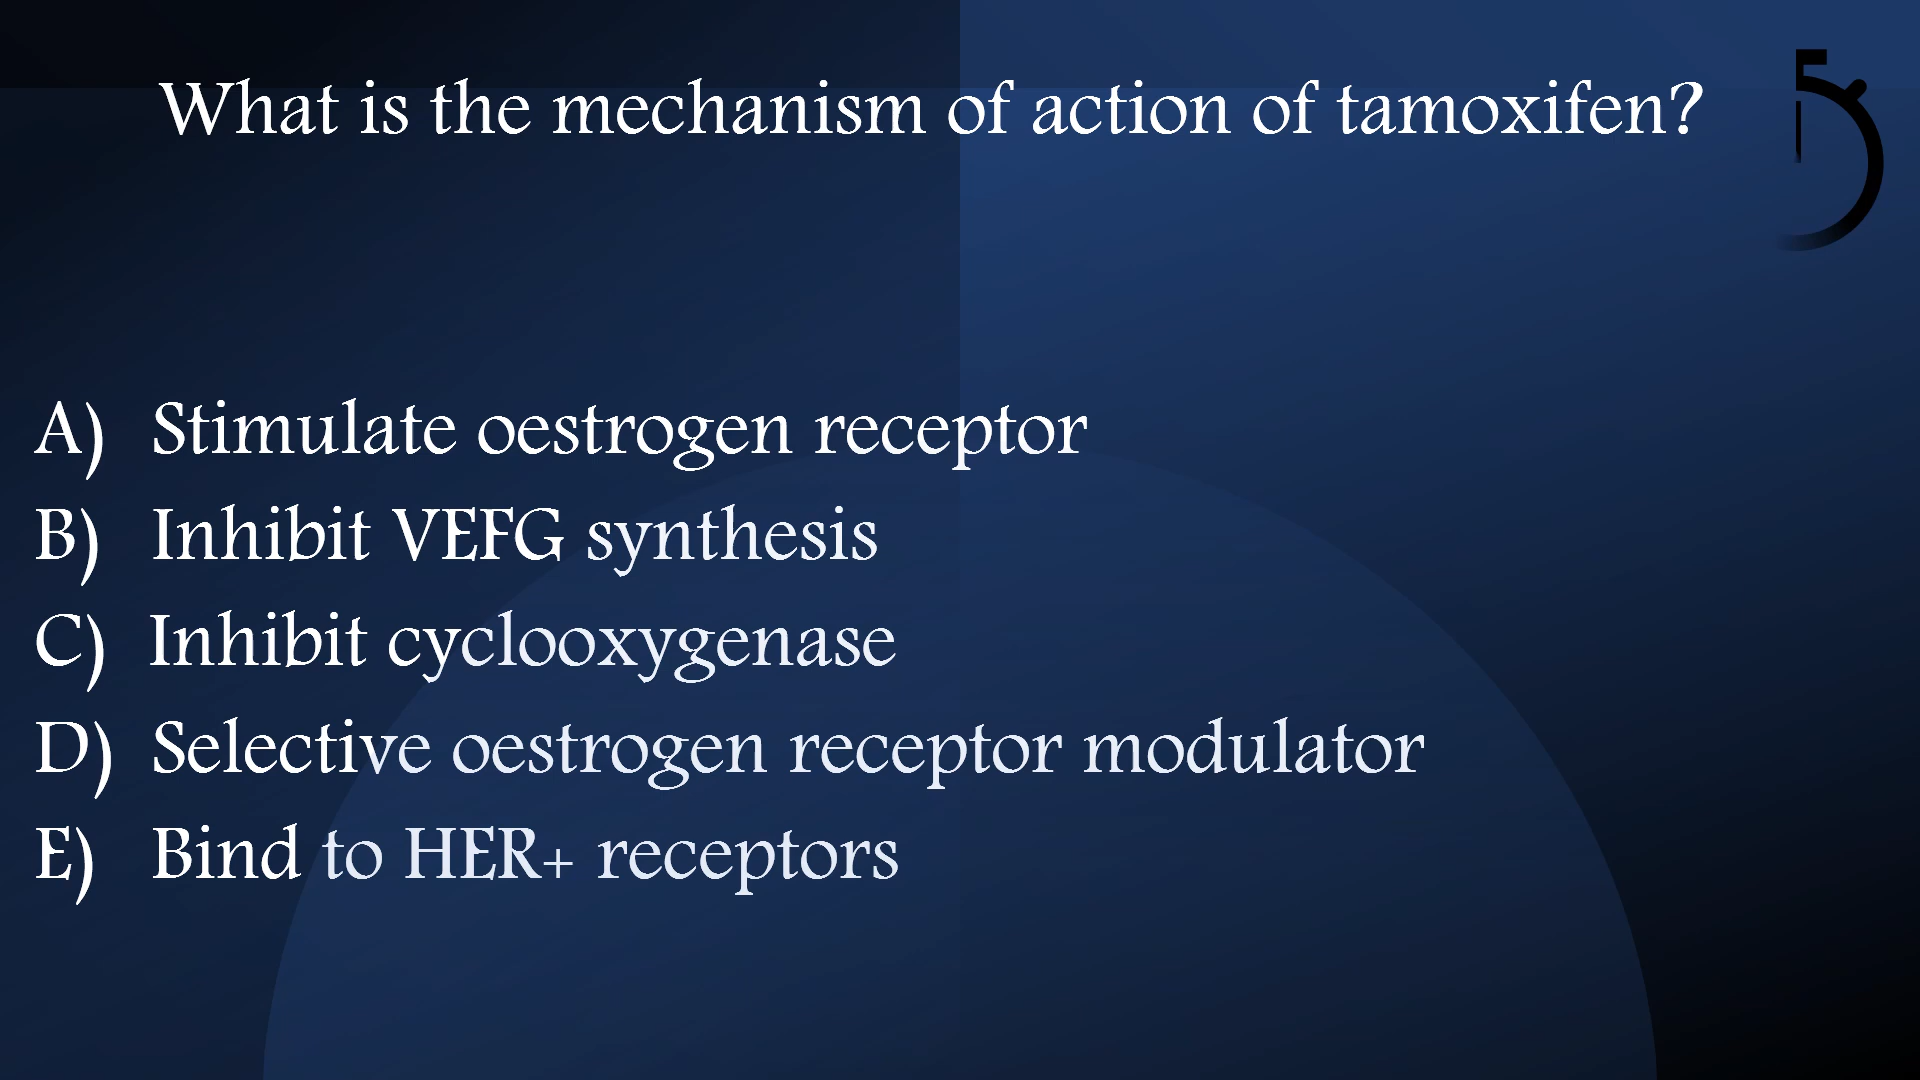 What is the mechanism of action of tamoxifen?
A) Stimulate oestrogen receptor
B) Inhibit VEFG synthesis
C) Inhibit cyclooxygenase
D) Selective oestrogen receptor modulator
E) Bind to HER+ receptors